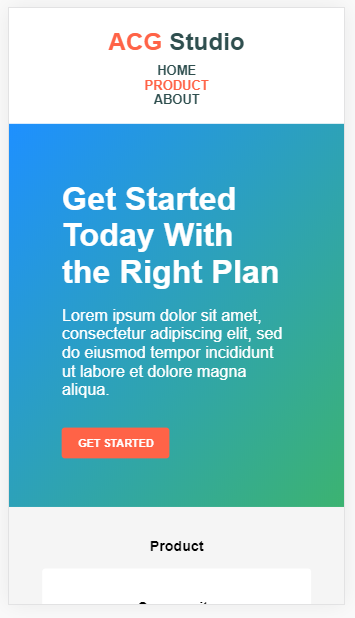 ACG Studio
HOME
PRODUCT
ABOUT
Get Started
Today With
the Right Plan
Lorem ipsum dolor sit amet,
consectetur adipiscing elit, sed
do eiusmod tempor incididunt
ut labore et dolore magna
aliqua.
GET STARTED
Product